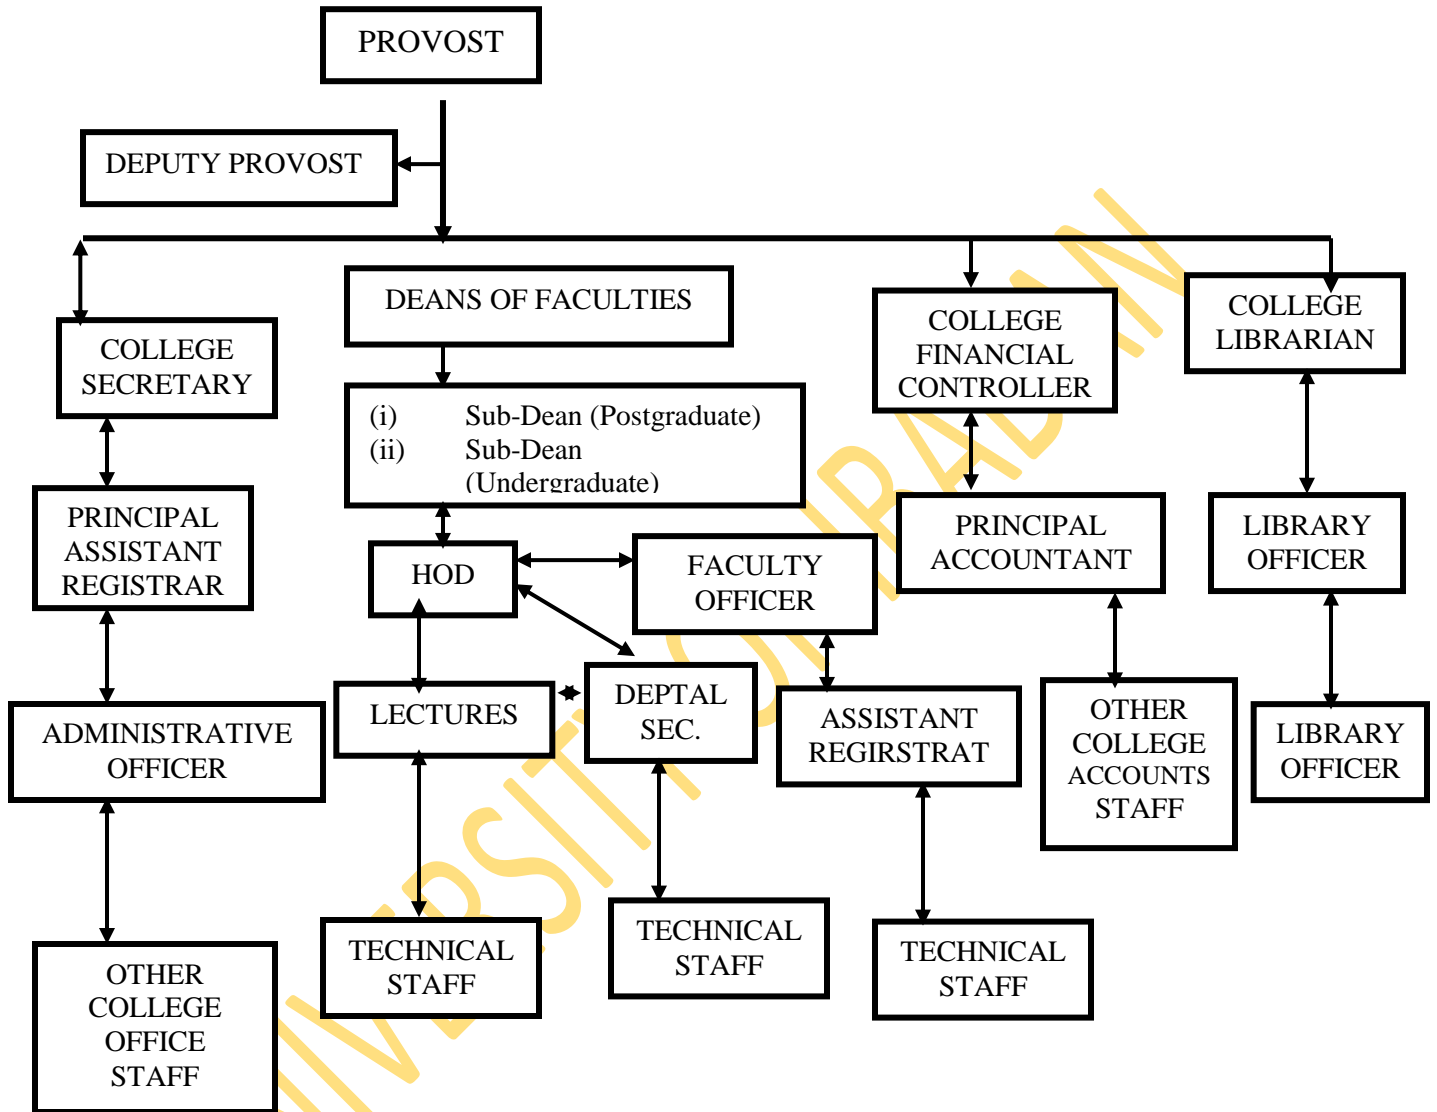 PROVOST
DEPUTY PROVOST
DEANS OF FACULTIES
COLLEGE
SECRETARY
COLLEGE
FINANCIAL
CONTROLLER
COLLEGE
LIBRARIAN
(i) Sub-Dean (Postgraduate)
(ii) Sub-Dean
(Undergraduate)
PRINCIPAL
ASSISTANT
REGISTRAR
HOD
FACULTY
OFFICER
PRINCIPAL
ACCOUNTANT
LIBRARY
OFFICER
LECTURES
DEPTAL
SEC.
ASSISTANT
REGIRSTRAT
OTHER
COLLEGE
ACCOUNTS
STAFF
LIBRARY
OFFICER
ADMINISTRATIVE
OFFICER
TECHNICAL
STAFF
TECHNICAL
STAFF
TECHNICAL
STAFF
OTHER
COLLEGE
OFFICE
STAFF